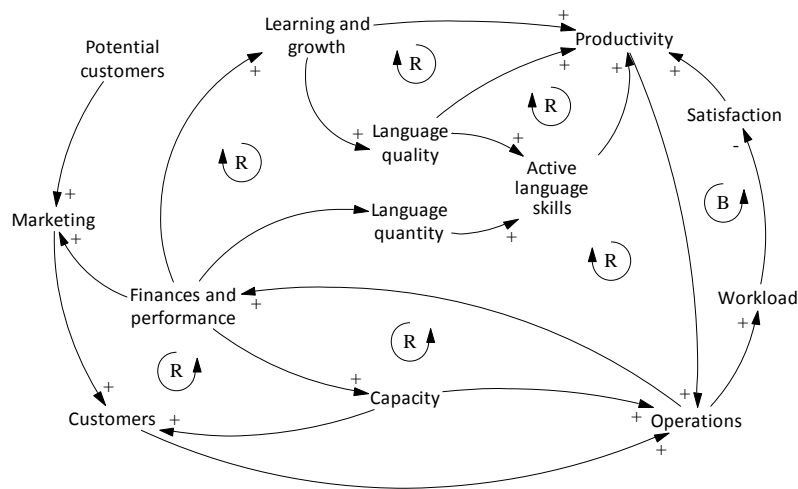 Learning and
growth
+
Productivity
Potential
customers
+
R
+
+
+
R
Satisfaction
+
Language
quality
+
-
R
Active
language
skills
B
+
Marketing
+
Language
quantity
+
R
Finances and
performance
+
Workload
+
R
R
+
Capacity
+
+
Customers
+
+
Operations
+